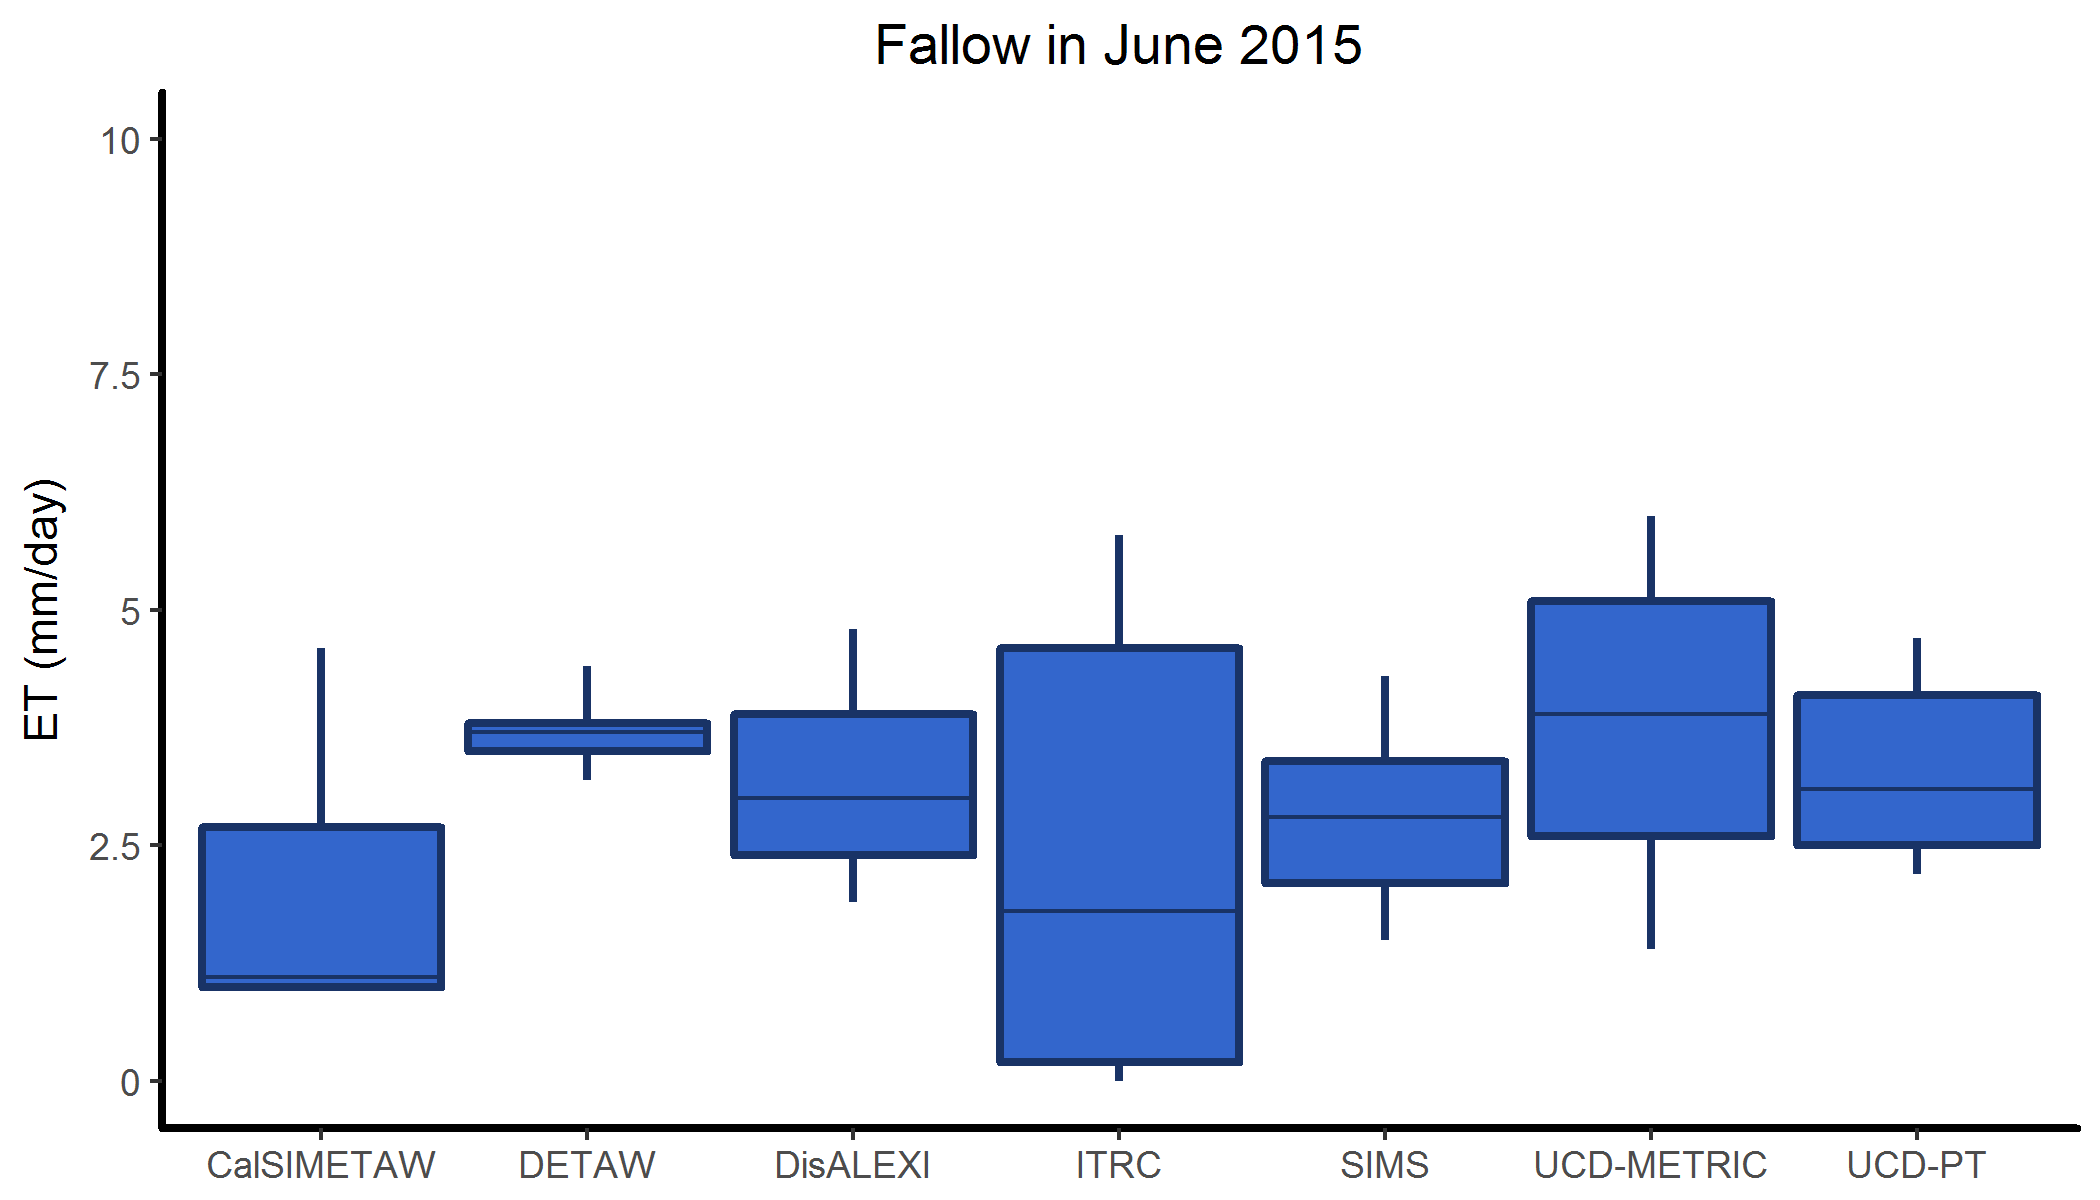 Fallow in June 2015
ET (mm/day)
10
7.5
5
2.5
0
CalSIMETAW
DETAW
DisALEXI
ITRC
SIMS
UCD-METRIC
UCD-PT